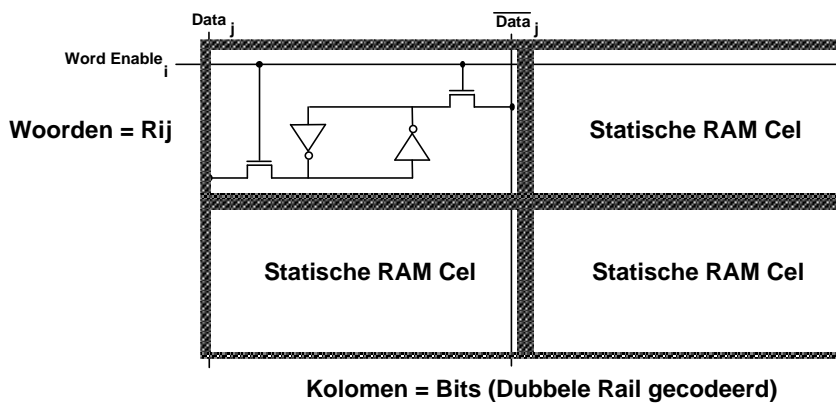 Data j
Data j
Word Enable i
Woorden = Rij
Statische RAM Cel
Statische RAM Cel
Statische RAM Cel
Kolomen = Bits (Dubbele Rail gecodeerd)